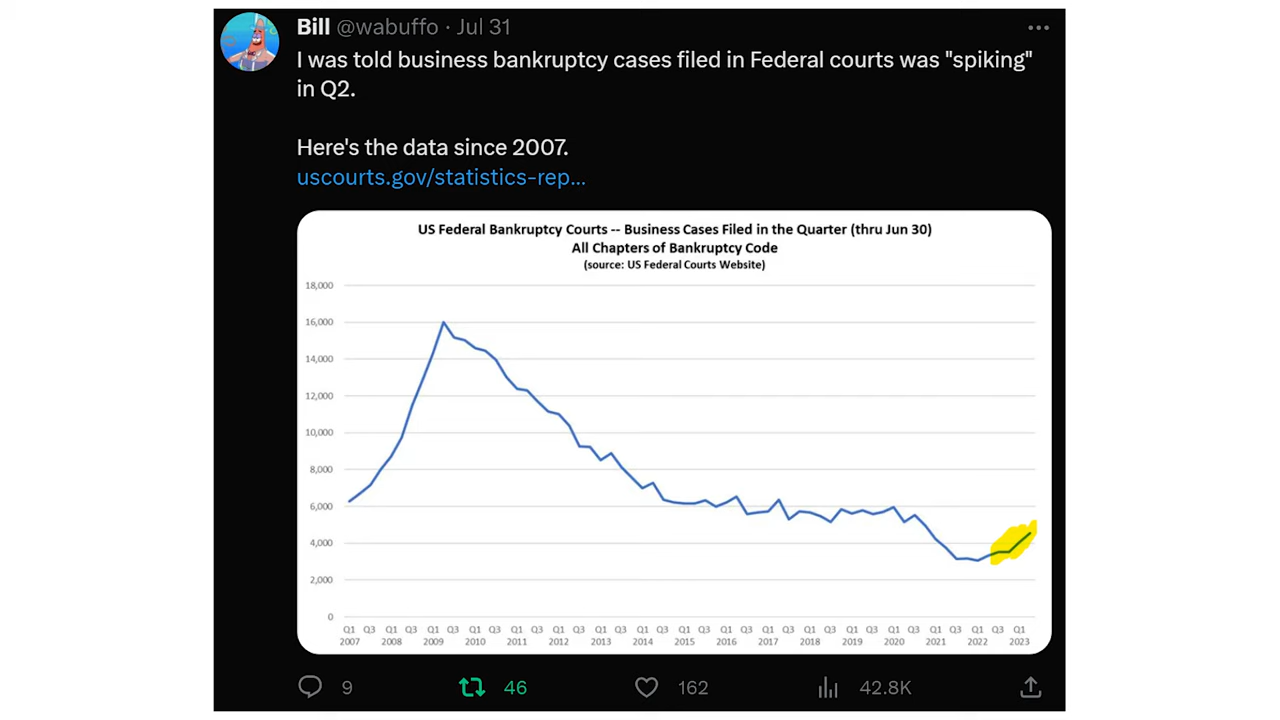 Bill @wabuffo · Jul 31
I was told business bankruptcy cases filed in Federal courts was "spiking"
in Q2.
Here's the data since 2007.
uscourts.gov/statistics-rep...
US Federal Bankruptcy Courts -- Business Cases Filed in the Quarter (thru Jun 30)
All Chapters of Bankruptcy Code
(source: US Federal Courts Website)
18,000
16,000
14,000
12,000
10,000
8,000
6,000
4,000
2,000
0
Q1 Q3 Q1 Q3 Q1 Q3 Q1 Q3 Q1 Q3 Q1 Q3 Q1 Q3 Q1 Q3 Q1 Q3 Q1 Q3 Q1 Q3 Q1 Q3 Q1 Q3 Q1 Q3 Q1 Q3 Q1 Q3 Q1
2007 2008 2009 2010 2011 2012 2013 2014 2015 2016 2017 2018 2019 2020 2021 2022 2023
9 46 162 42.8K